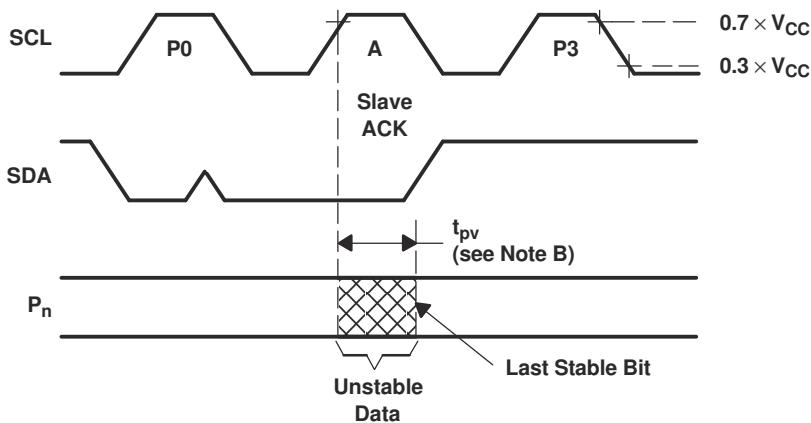 SCL
P0
A
P3
0.7 × VCC
0.3 × VCC
Slave
ACK
SDA
tpv
(see Note B)
Pn
Last Stable Bit
Unstable
Data